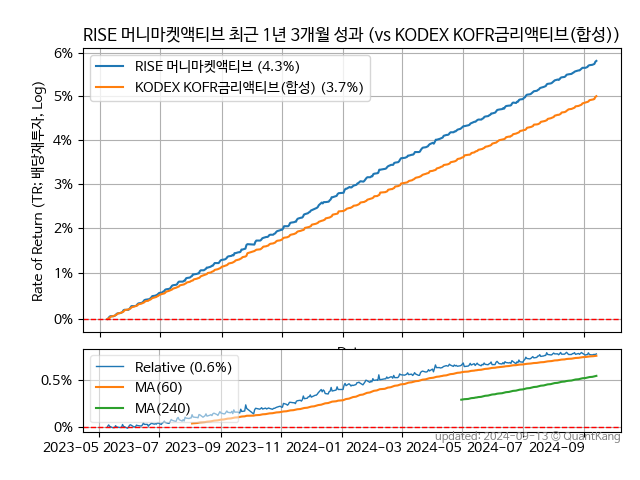 RISE 머니마켓액티브 최근 1년 3개월 성과 (vs KODEX KOFR금리액티브(합성))
6%
5%
4%
3%
2%
1%
0%
Rate of Return (TR; 배당재투자, Log)
RISE 머니마켓액티브 (4.3%)
KODEX KOFR금리액티브(합성) (3.7%)
0.5%
0%
Relative (0.6%)
MA(60)
MA(240)
2023-05 2023-07 2023-09 2023-11 2024-01 2024-03 2024-05 2024-07 2024-09
updated: 2024-09-13 © QuantKang